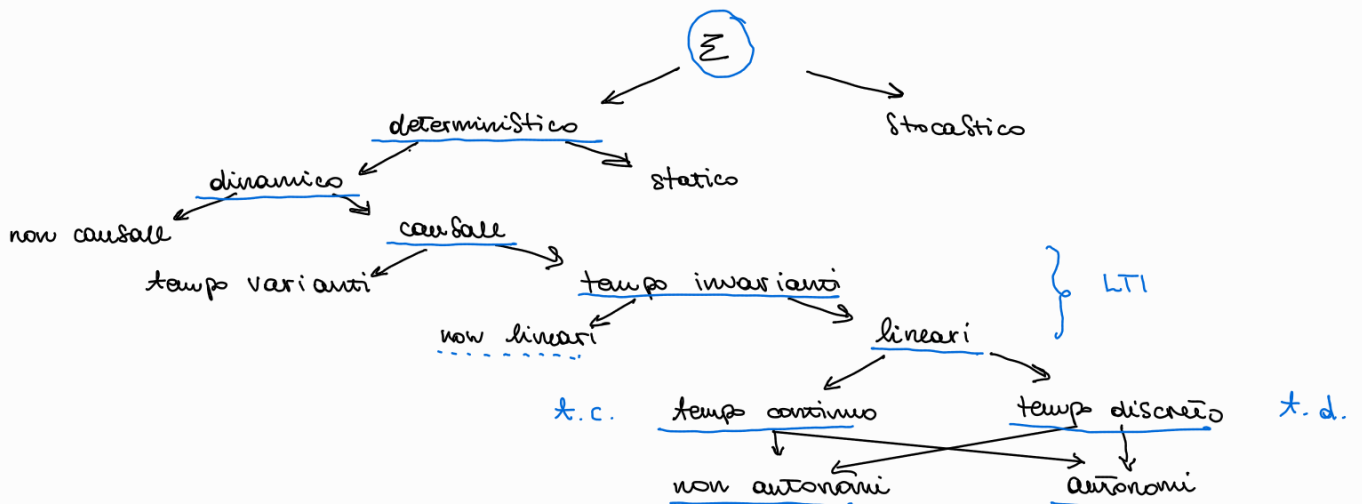 Σ
deterministico stocastico
dinamico statico
non causale causale
tempo varianti tempo invarianti } LTI
non lineari lineari
t.c. tempo continuo tempo discreto t.d.
non autonomi autonomi